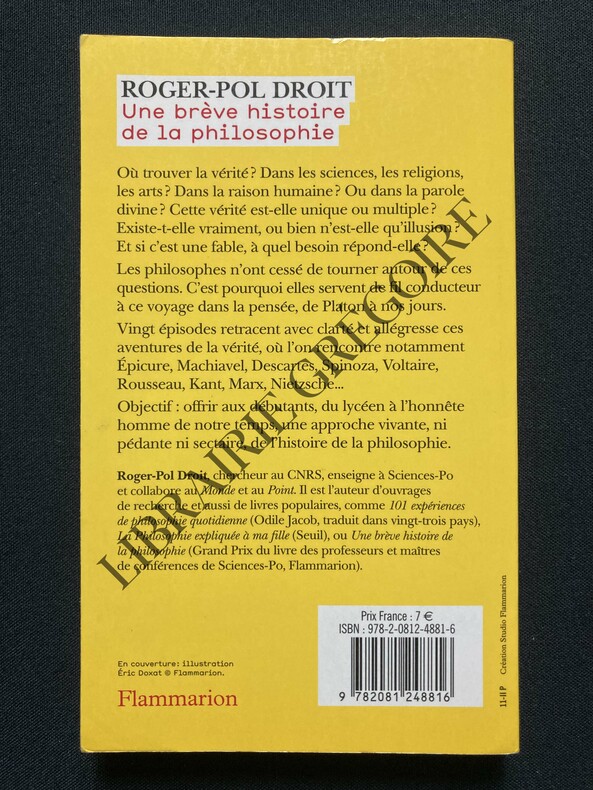 ROGER-POL DROIT
Une brève histoire
de la philosophie
Où trouver la vérité ? Dans les sciences, les religions,
les arts ? Dans la raison humaine ? Ou dans la parole
divine ? Cette vérité est-elle unique ou multiple ?
Existe-t-elle vraiment, ou bien n'est-elle qu'illusion ?
Et si c'est une fable, à quel besoin répond-elle ?
Les philosophes n'ont cessé de tourner autour de ces
questions. C'est pourquoi elles servent de fil conducteur
à ce voyage dans la pensée, de Platon à nos jours.
Vingt épisodes retracent avec clarté et allégresse ces
aventures de la vérité, où l'on rencontre notamment
Épicure, Machiavel, Descartes, Spinoza, Voltaire,
Rousseau, Kant, Marx, Nietzsche...
Objectif : offrir aux débutants, du lycéen à l'honnête
homme de notre temps, une approche vivante, ni
pédante ni sectaire, de l'histoire de la philosophie.
Roger-Pol Droit, chercheur au CNRS, enseigne à Sciences-Po
et collabore au Monde et au Point. Il est l'auteur d'ouvrages
de recherche et aussi de livres populaires, comme 101 expériences
de philosophie quotidienne (Odile Jacob, traduit dans vingt-trois pays),
La Philosophie expliquée à ma fille (Seuil), ou Une brève histoire de
la philosophie (Grand Prix du livre des professeurs et maîtres
de conférences de Sciences-Po, Flammarion).
LIBRAIRIE GREGOIRE
Prix France : 7 €
ISBN : 978-2-0812-4881-6
9 782081 248816
11-II P Création Studio Flammarion
En couverture : illustration
Éric Doxat © Flammarion.
Flammarion